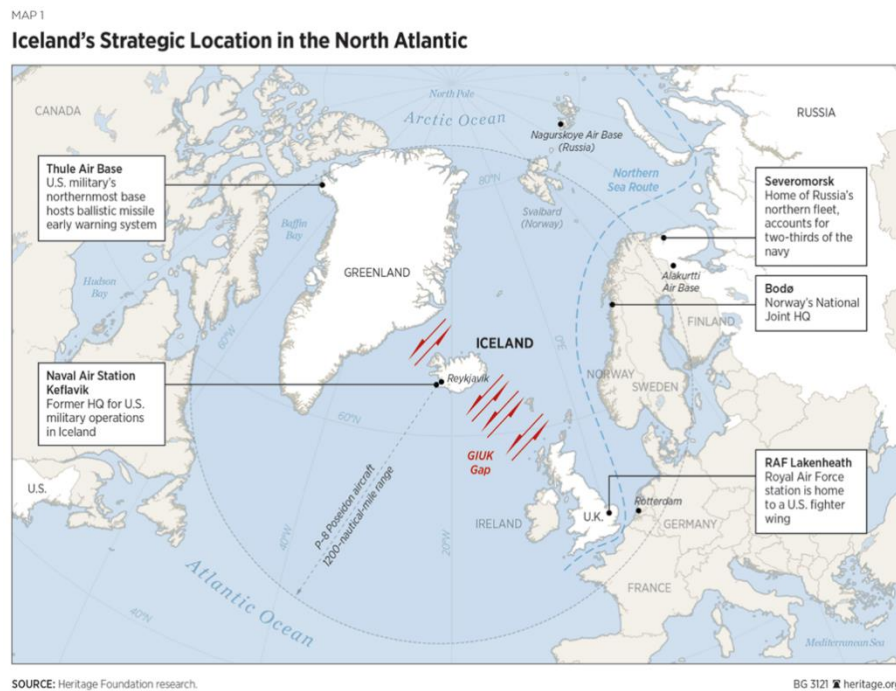 MAP 1
Iceland's Strategic Location in the North Atlantic
CANADA
North Pole
Arctic Ocean
Nagurskoye Air Base
(Russia)
RUSSIA
Thule Air Base
U.S. military's
northernmost base
hosts ballistic missile
early warning system
Baffin
Bay
80°N
Svalbard
(Norway)
Northern
Sea Route
Severomorsk
Home of Russia's
northern fleet,
accounts for
two-thirds of the
navy
Hudson
Bay
GREENLAND
Alakurtti
Air Base
Bodø
Norway's National
Joint HQ
60°W
ICELAND
0°E
FINLAND
Naval Air Station
Keflavik
Former HQ for U.S.
military operations
in Iceland
Reykjavik
NORWAY
SWEDEN
60°N
GIUK
Gap
RAF Lakenheath
Royal Air Force
station is home
to a U.S. fighter
wing
U.S.
P-8 Poseidon aircraft
1200-nautical-mile range
IRELAND
U.K.
Rotterdam
GERMANY
40°W
20°W
Atlantic Ocean
FRANCE
40°N
Mediterranean Sea
SOURCE: Heritage Foundation research.
BG 3121 heritage.org